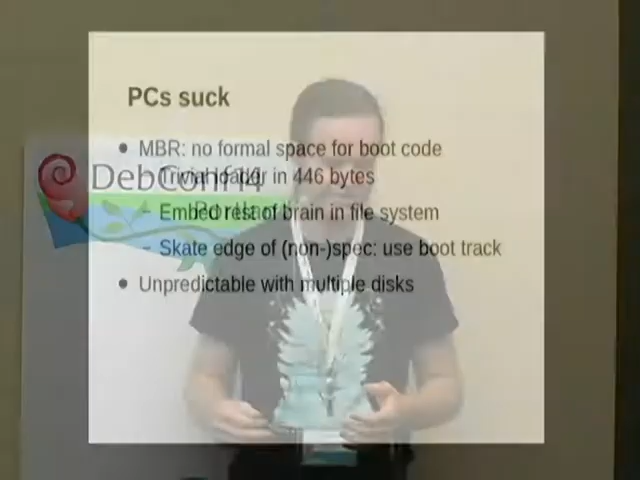 PCs suck
• MBR: no formal space for boot code
DebConf14
– Trivial loader in 446 bytes
Portland
– Embed rest of brain in file system
– Skate edge of (non-)spec: use boot track
• Unpredictable with multiple disks